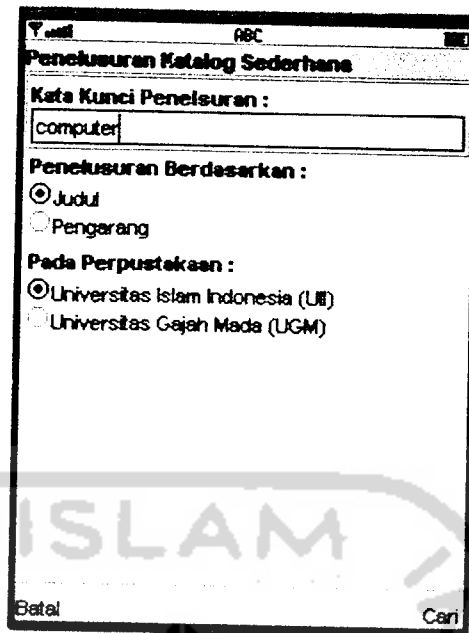 ABC
Penelusuran Katalog Sederhana
Kata Kunci Penelsuran :
computer
Penelusuran Berdasarkan :
Judul
Pengarang
Pada Perpustakaan :
Universitas Islam Indonesia (UII)
Universitas Gajah Mada (UGM)
ISLAM
Batal
Cari